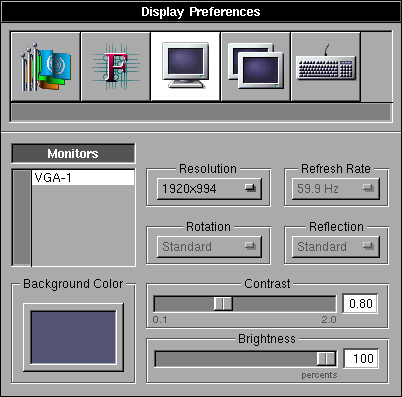 Display Preferences
F
Monitors
VGA-1
Resolution
1920x994
Refresh Rate
59.9 Hz
Rotation
Standard
Reflection
Standard
Background Color
Contrast
0.1
2.0
0.80
Brightness
percents
100